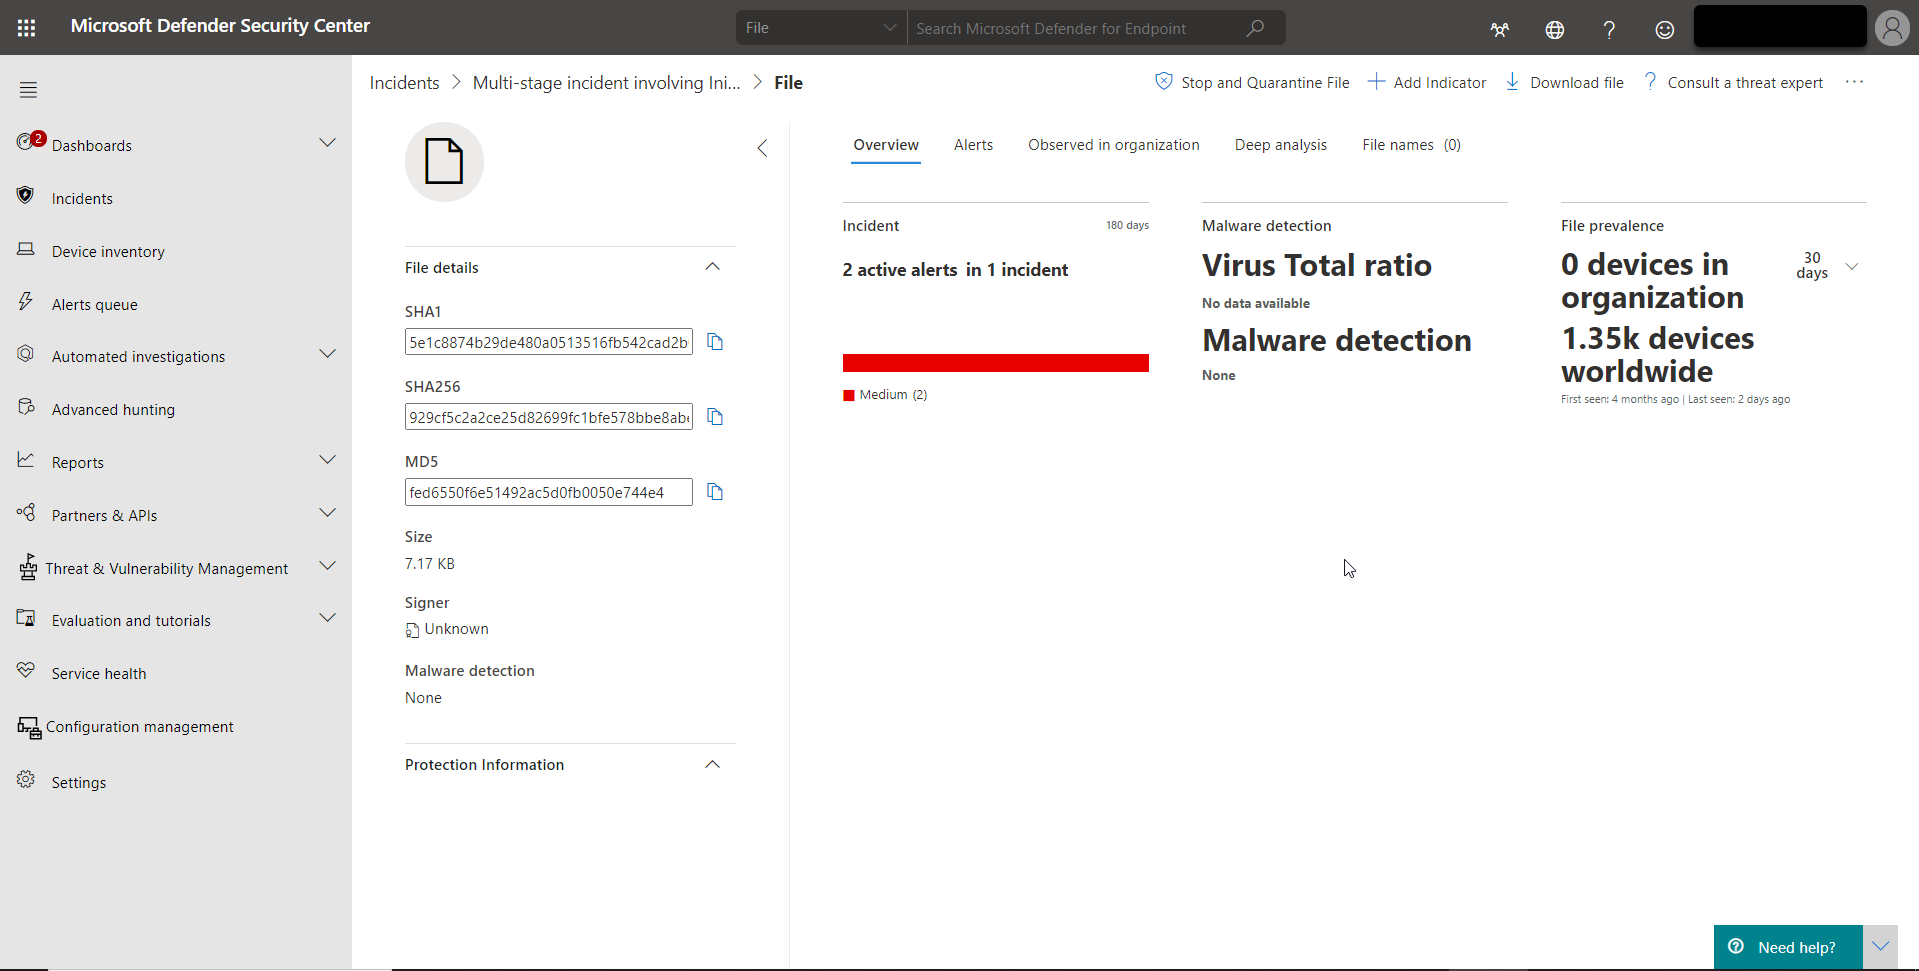 Microsoft Defender Security Center
File
Search Microsoft Defender for Endpoint
Incidents
Multi-stage incident involving Ini...
File
Stop and Quarantine File
Add Indicator
Download file
Consult a threat expert
2
Dashboards
Incidents
Device inventory
Alerts queue
Automated investigations
Advanced hunting
Reports
Partners & APIs
Threat & Vulnerability Management
Evaluation and tutorials
Service health
Configuration management
Settings
File details
SHA1
5e1c8874b29de480a0513516fb542cad2b
SHA256
929cf5c2a2ce25d82699fc1bfe578bbe8abe
MD5
fed6550f6e51492ac5d0fb0050e744e4
Size
7.17 KB
Signer
Unknown
Malware detection
None
Protection Information
Overview
Alerts
Observed in organization
Deep analysis
File names (0)
Incident
180 days
2 active alerts in 1 incident
Medium (2)
Malware detection
Virus Total ratio
No data available
Malware detection
None
File prevalence
0 devices in
organization
30
days
1.35k devices
worldwide
First seen: 4 months ago | Last seen: 2 days ago
Need help?